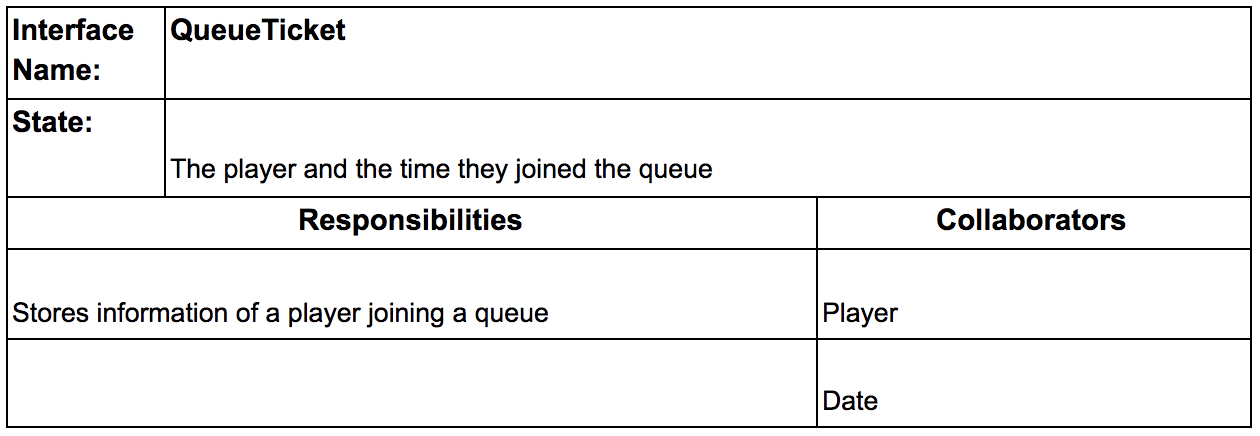 Interface
Name:
QueueTicket
State:
The player and the time they joined the queue
Responsibilities
Collaborators
Stores information of a player joining a queue
Player
Date